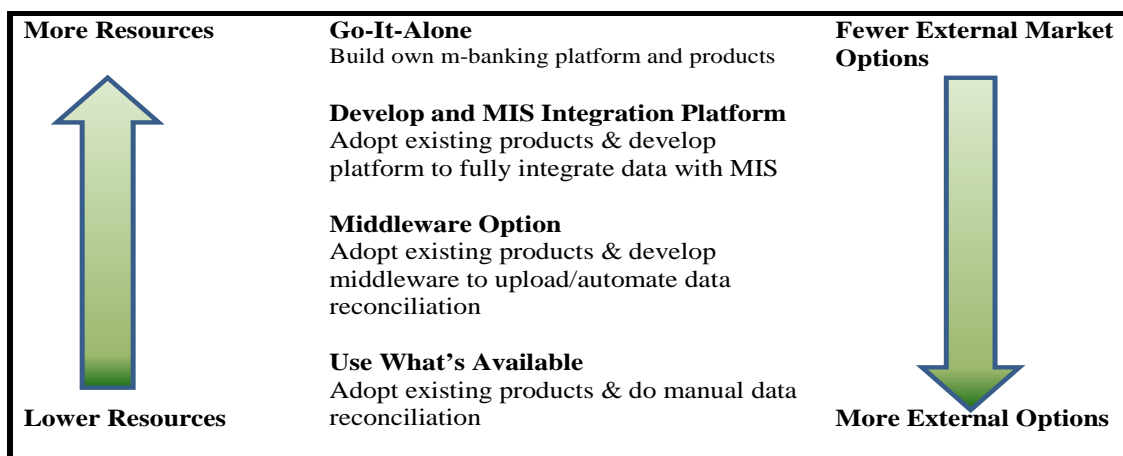 More Resources
Go-It-Alone
Build own m-banking platform and products
Fewer External Market
Options
Develop and MIS Integration Platform
Adopt existing products & develop
platform to fully integrate data with MIS
Middleware Option
Adopt existing products & develop
middleware to upload/automate data
reconciliation
Use What's Available
Adopt existing products & do manual data
reconciliation
Lower Resources
More External Options